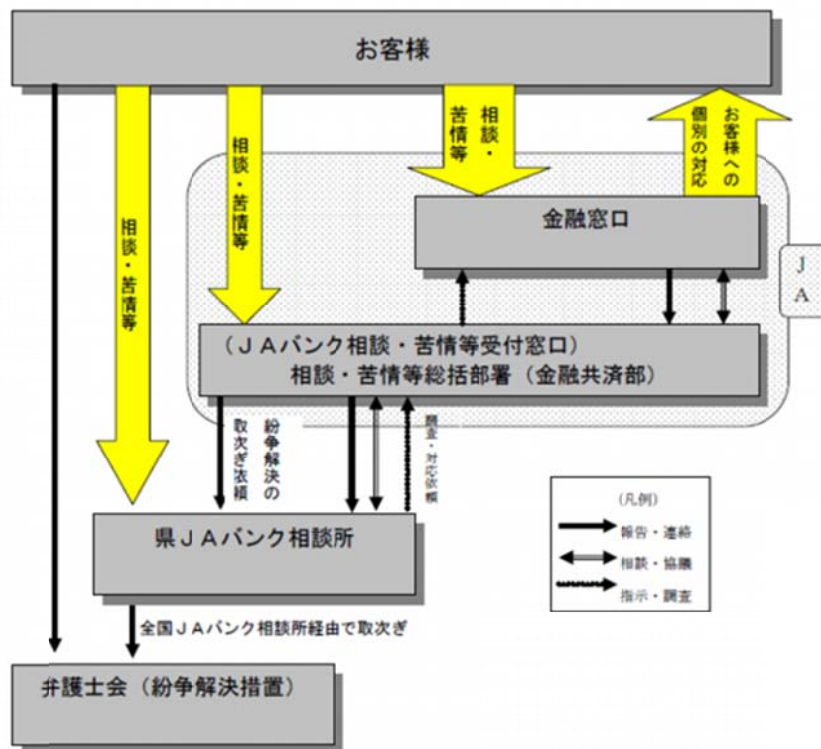 お客様
相談・
苦情等
お客様への
個別の対応
相談・苦情等
相談・苦情等
金融窓口
JA
(JAバンク相談・苦情等受付窓口)
相談・苦情等総括部署(金融共済部)
紛争解決の
取次ぎ依頼
調査・対応依頼
(凡例)
報告・連絡
相談・協議
指示・調査
県JAバンク相談所
全国JAバンク相談所経由で取次ぎ
弁護士会(紛争解決措置)